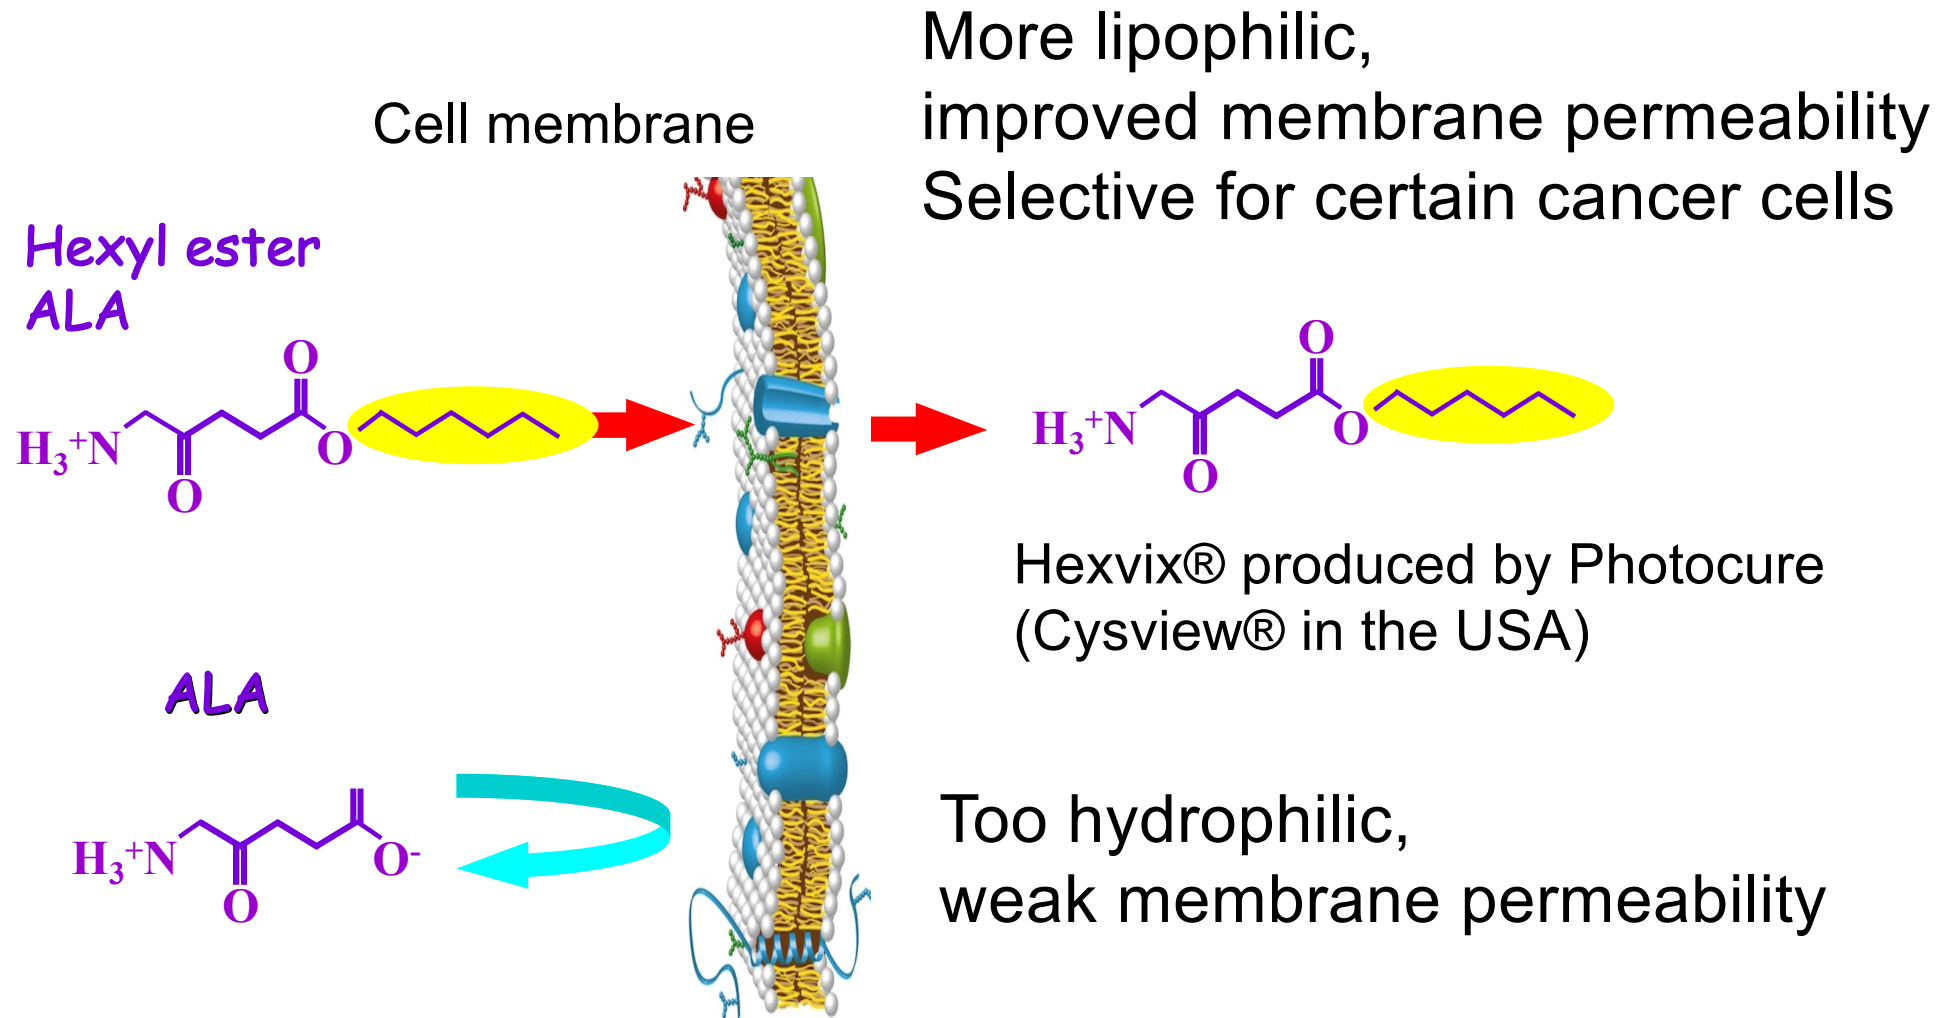 More lipophilic,
improved membrane permeability
Selective for certain cancer cells
Cell membrane
Hexyl ester
ALA
O
H₃⁺N
O
O
O
H₃⁺N
O
O
Hexvix® produced by Photocure
(Cysview® in the USA)
ALA
H₃⁺N
O⁻
O
Too hydrophilic,
weak membrane permeability